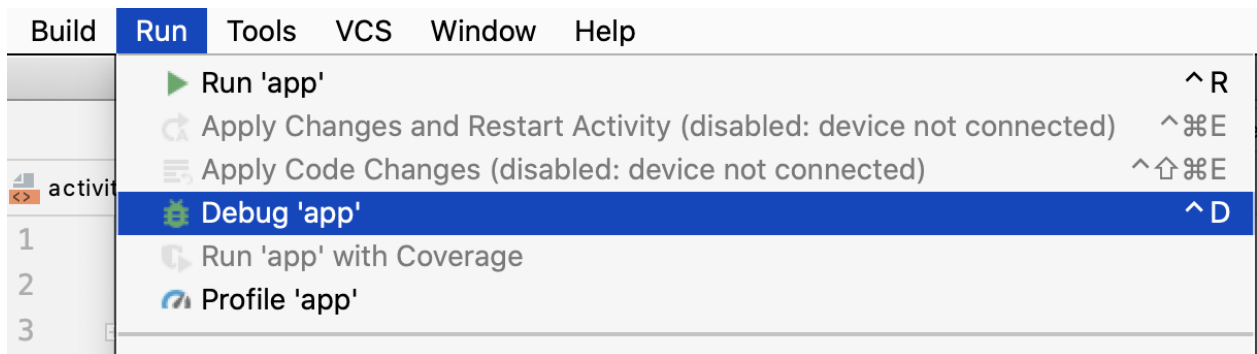 Build Run Tools VCS Window Help
Run 'app' ^R
Apply Changes and Restart Activity (disabled: device not connected) ^⌘E
Apply Code Changes (disabled: device not connected) ^⇧⌘E
activit
Debug 'app' ^D
1
Run 'app' with Coverage
2
Profile 'app'
3